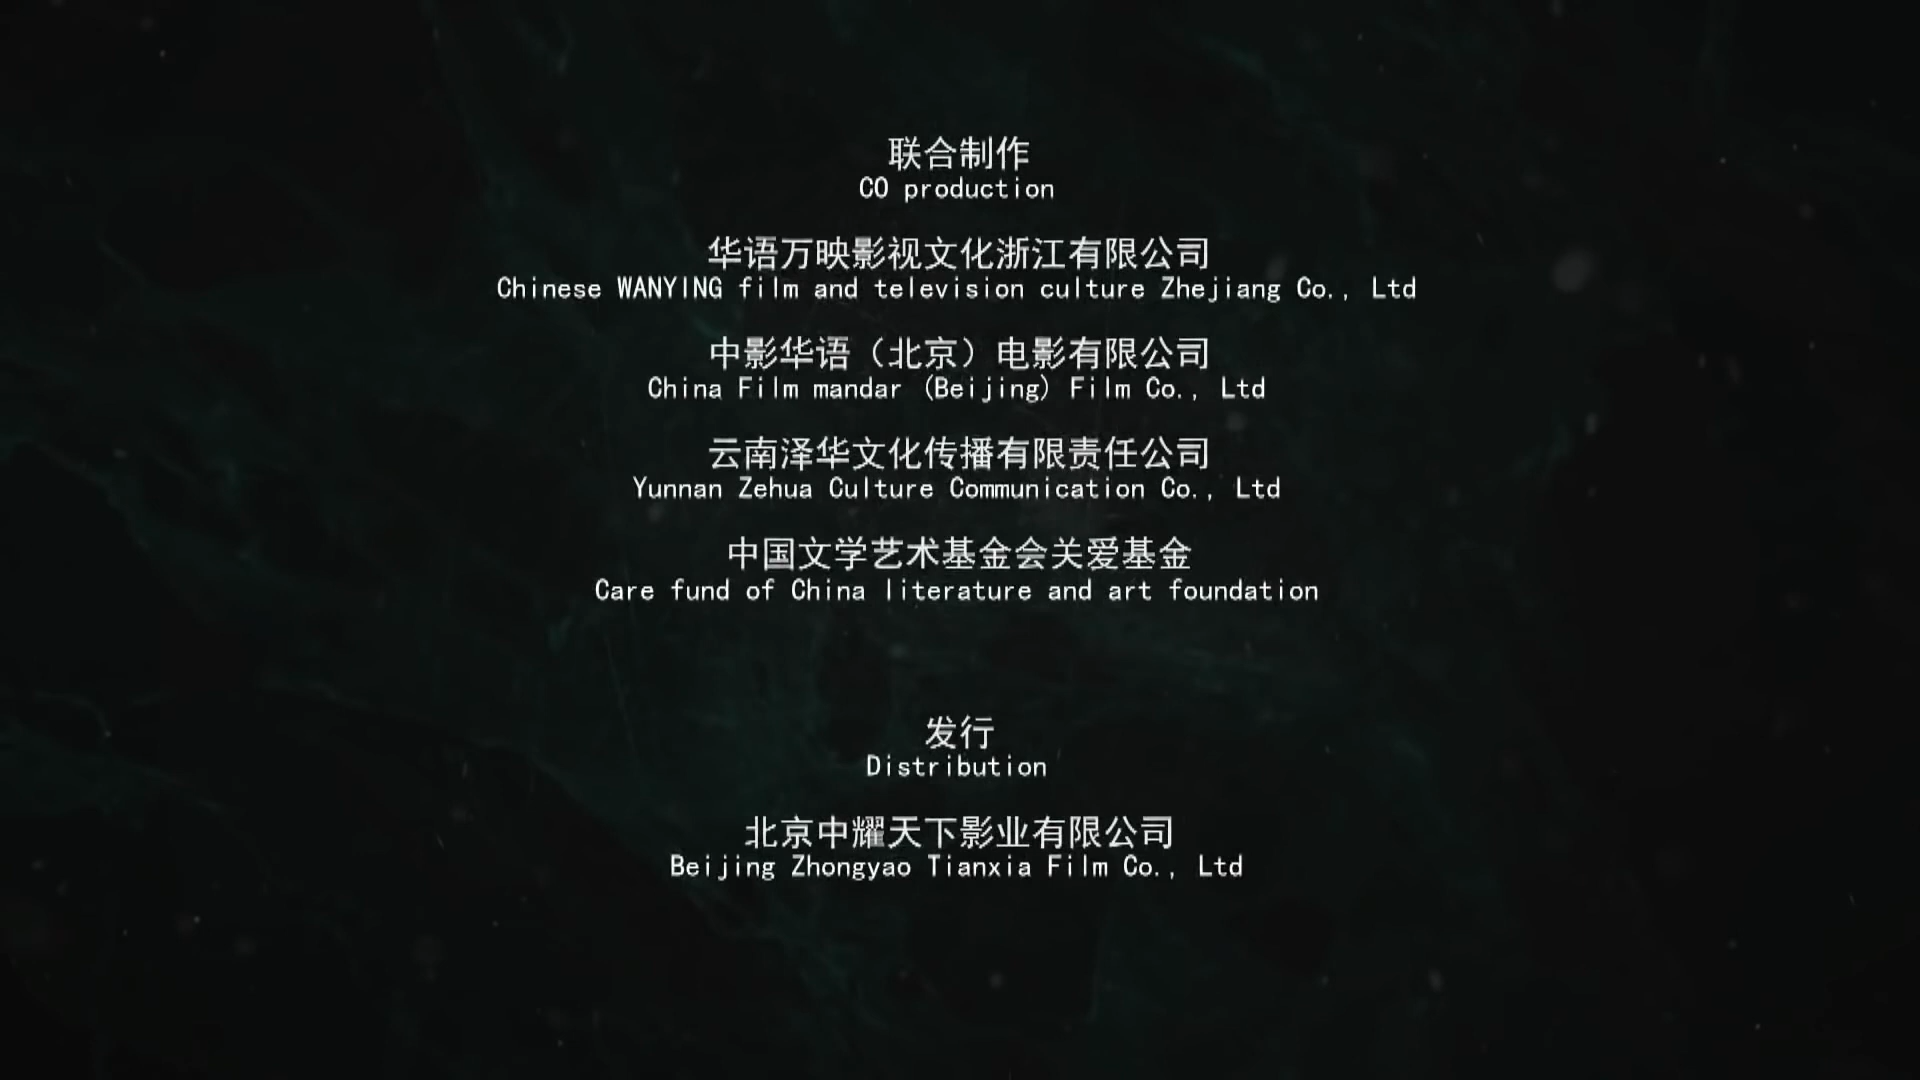 联合制作
CO production
华语万映影视文化浙江有限公司
Chinese WANYING film and television culture Zhejiang Co., Ltd
中影华语（北京）电影有限公司
China Film mandar (Beijing) Film Co., Ltd
云南泽华文化传播有限责任公司
Yunnan Zehua Culture Communication Co., Ltd
中国文学艺术基金会关爱基金
Care fund of China literature and art foundation
发行
Distribution
北京中耀天下影业有限公司
Beijing Zhongyao Tianxia Film Co., Ltd